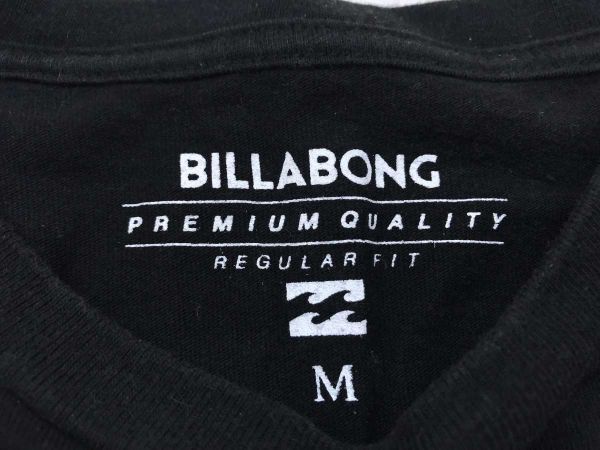 BILLABONG
PREMIUM QUALITY
REGULAR FIT
M